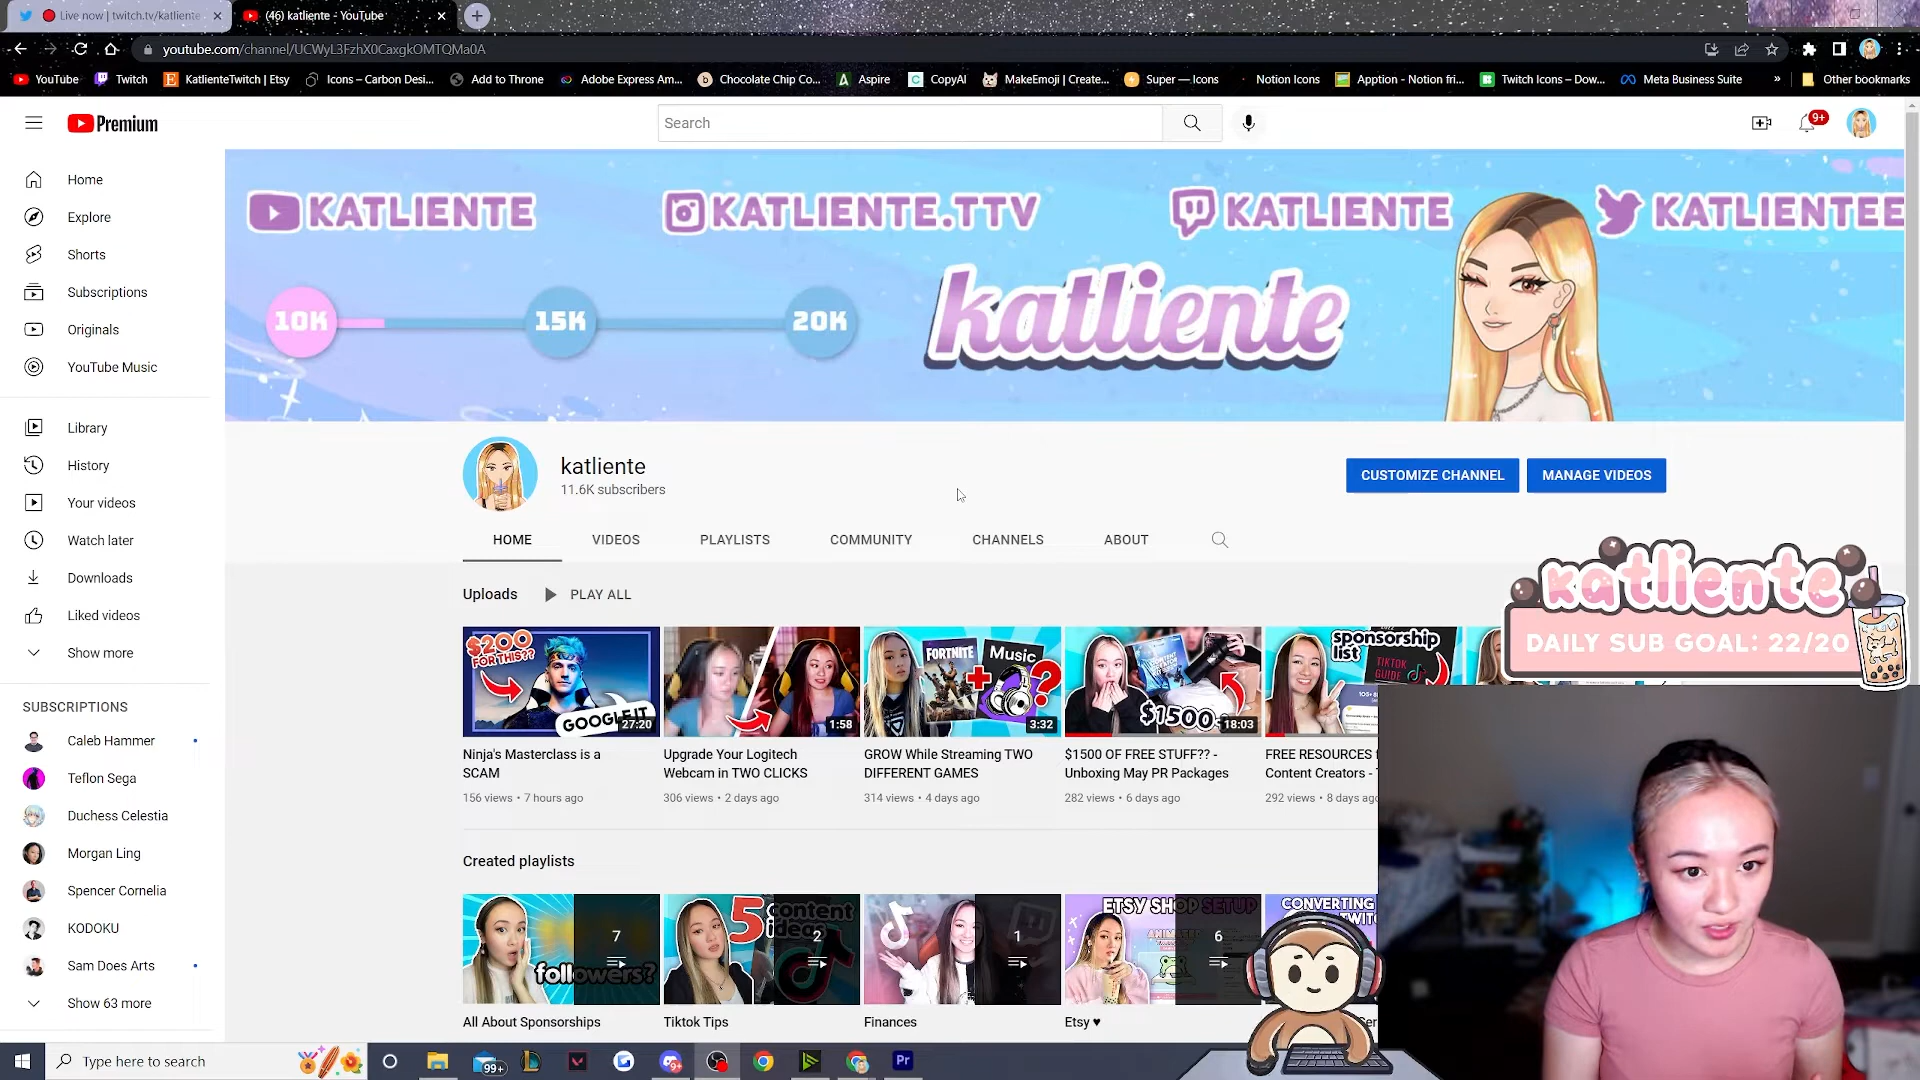 Live now | twitch.tv/katliente
(46) katliente - YouTube
youtube.com/channel/UCWyL3FzhX0CaxgkOMTQMa0A
YouTube
Twitch
KatlienteTwitch | Etsy
Icons – Carbon Desi...
Add to Throne
Adobe Express Am...
Chocolate Chip Co...
Aspire
CopyAI
MakeEmoji | Create...
Super — Icons
Notion Icons
Apption - Notion fri...
Twitch Icons – Dow...
Meta Business Suite
»
Other bookmarks
Premium
Search
9+
Home
Explore
Shorts
Subscriptions
Originals
YouTube Music
Library
History
Your videos
Watch later
Downloads
Liked videos
Show more
SUBSCRIPTIONS
Caleb Hammer
Teflon Sega
Duchess Celestia
Morgan Ling
Spencer Cornelia
KODOKU
Sam Does Arts
Show 63 more
KATLIENTE
KATLIENTE.TTV
KATLIENTE
KATLIENTEE
10K
15K
20K
katliente
katliente
11.6K subscribers
CUSTOMIZE CHANNEL
MANAGE VIDEOS
HOME
VIDEOS
PLAYLISTS
COMMUNITY
CHANNELS
ABOUT
Uploads
PLAY ALL
$200
FOR THIS??
GOOGLE IT
27:20
Ninja's Masterclass is a
SCAM
156 views • 7 hours ago
1:58
Upgrade Your Logitech
Webcam in TWO CLICKS
306 views • 2 days ago
FORTNITE
Music
3:32
GROW While Streaming TWO
DIFFERENT GAMES
314 views • 4 days ago
$1500
18:03
$1500 OF FREE STUFF?? -
Unboxing May PR Packages
282 views • 6 days ago
sponsorship
list
TIKTOK
GUIDE
FREE RESOURCES
Content Creators -
292 views • 8 days ago
katliente
DAILY SUB GOAL: 22/20
Created playlists
followers?
7
All About Sponsorships
5
content
ideas
2
Tiktok Tips
1
Finances
ETSY SHOP SETUP
6
Etsy ♥
CONVERTING
Type here to search
99+
9+
Pr